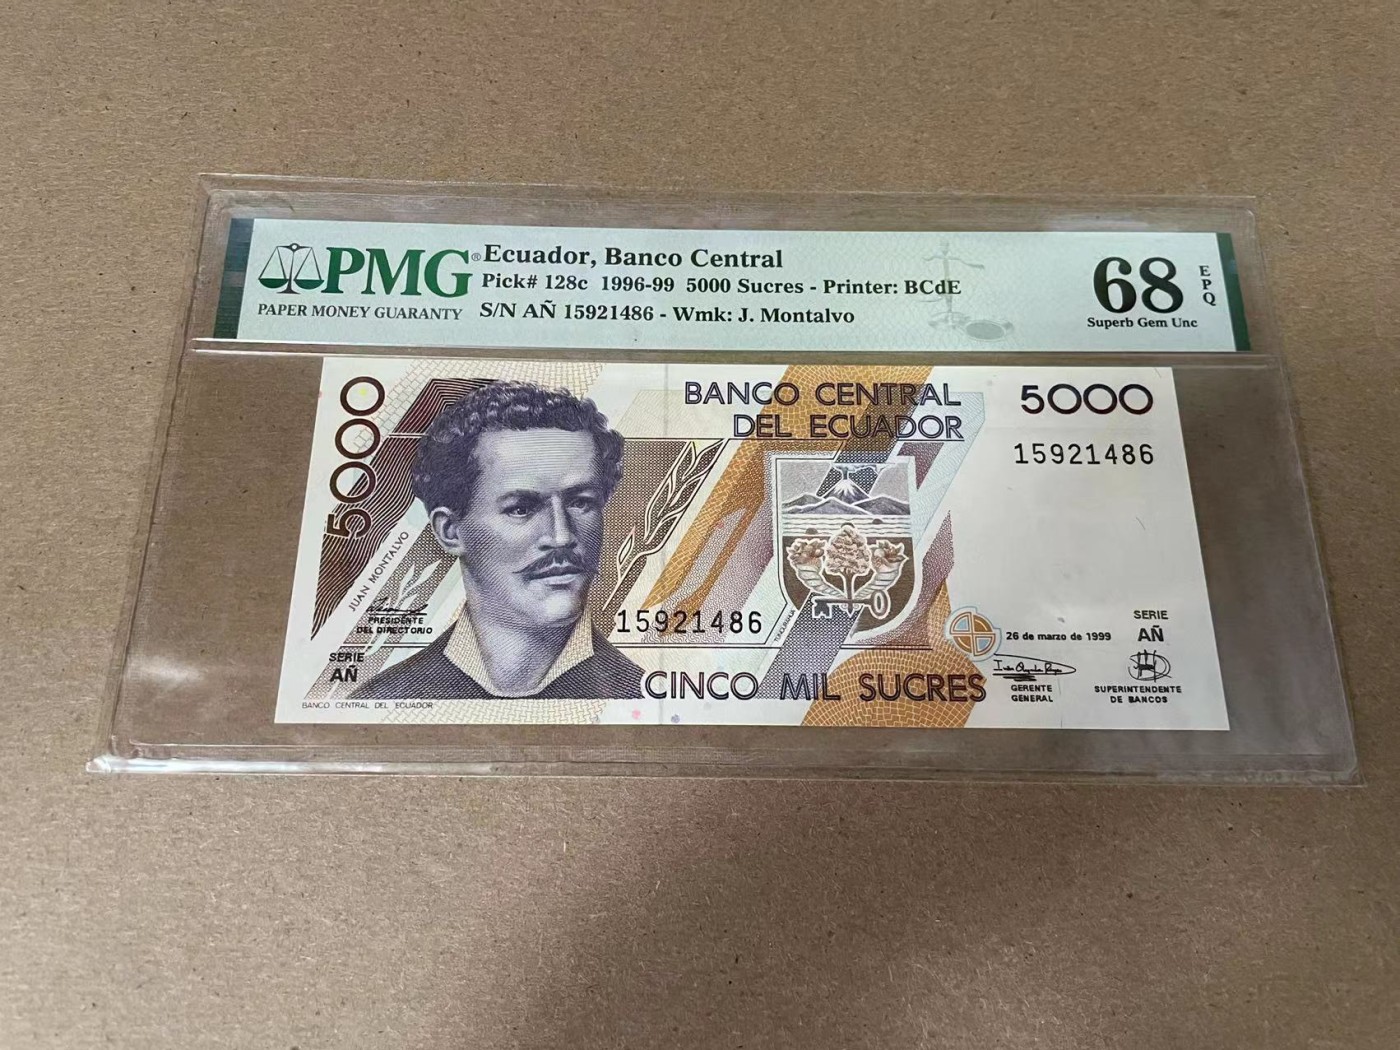 PMG®
PAPER MONEY GUARANTY
Ecuador, Banco Central
Pick# 128c 1996-99 5000 Sucres - Printer: BCdE
S/N AÑ 15921486 - Wmk: J. Montalvo
68
EPQ
Superb Gem Unc
5000
JUAN MONTALVO
PRESIDENTE
DEL DIRECTORIO
SERIE
AÑ
BANCO CENTRAL DEL ECUADOR
BANCO CENTRAL
DEL ECUADOR
5000
15921486
15921486
CINCO MIL SUCRES
26 de marzo de 1999
SERIE
AÑ
GERENTE
GENERAL
SUPERINTENDENTE
DE BANCOS